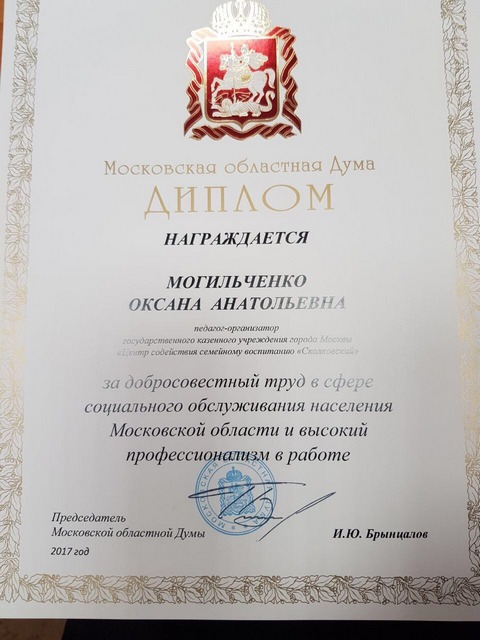 Московская областная Дума
ДИПЛОМ
НАГРАЖДАЕТСЯ
МОГИЛЬЧЕНКО
ОКСАНА АНАТОЛЬЕВНА
педагог-организатор
государственного казенного учреждения города Москвы
«Центр содействия семейному воспитанию «Сколковский»
за добросовестный труд в сфере
социального обслуживания населения
Московской области и высокий
профессионализм в работе
Председатель
Московской областной Думы
И.Ю. Брынцалов
2017 год